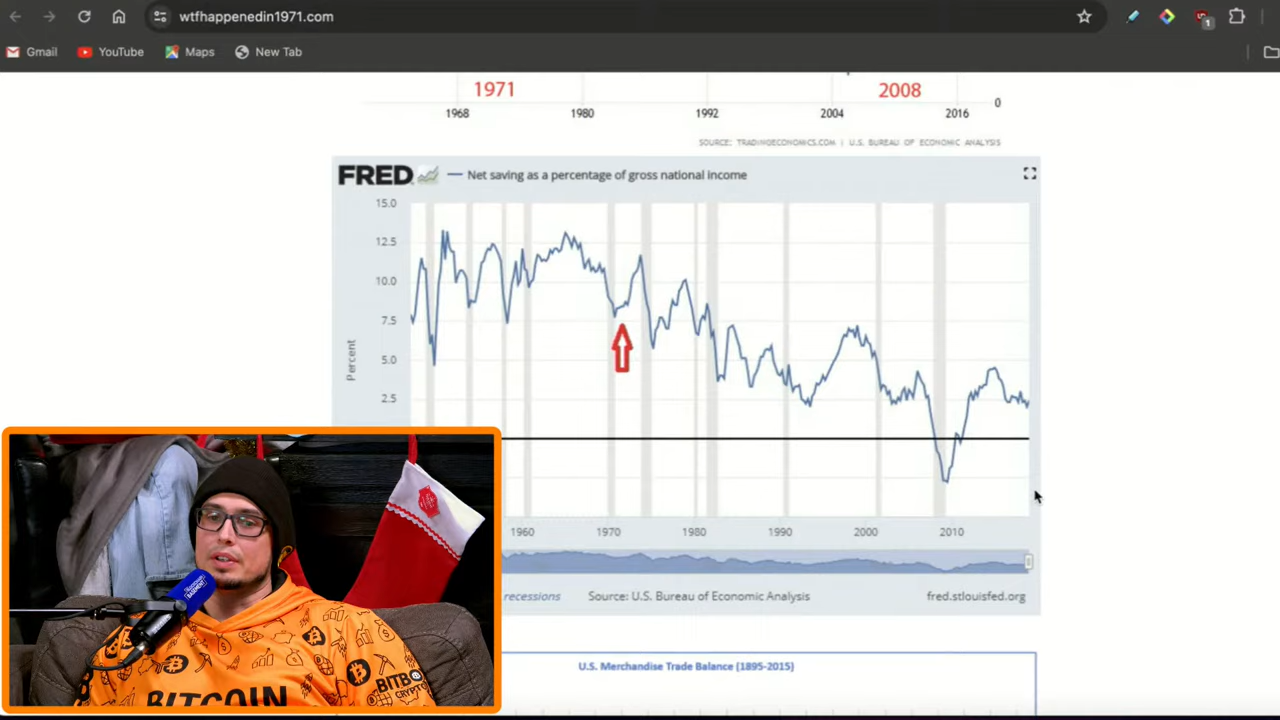 wtfhappenedin1971.com
1
Gmail YouTube Maps New Tab
1971 2008 0
1968 1980 1992 2004 2016
SOURCE: TRADINGECONOMICS.COM | U.S. BUREAU OF ECONOMIC ANALYSIS
FRED Net saving as a percentage of gross national income
15.0
12.5
10.0
7.5
5.0
2.5
Percent
1960 1970 1980 1990 2000 2010
recessions Source: U.S. Bureau of Economic Analysis fred.stlouisfed.org
U.S. Merchandise Trade Balance (1895-2015)
BASEMENT
BITCOIN